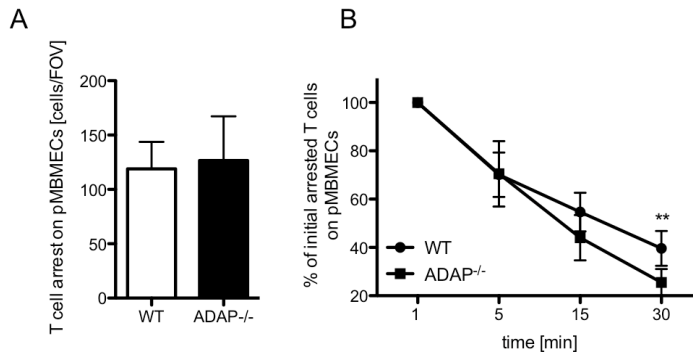 A
T cell arrest on pMBMECs [cells/FOV]
200
150
100
50
0
WT
ADAP-/-
B
% of initial arrested T cells
on pMBMECs
100
80
60
40
20
**
WT
ADAP-/-
1
5
15
30
time [min]